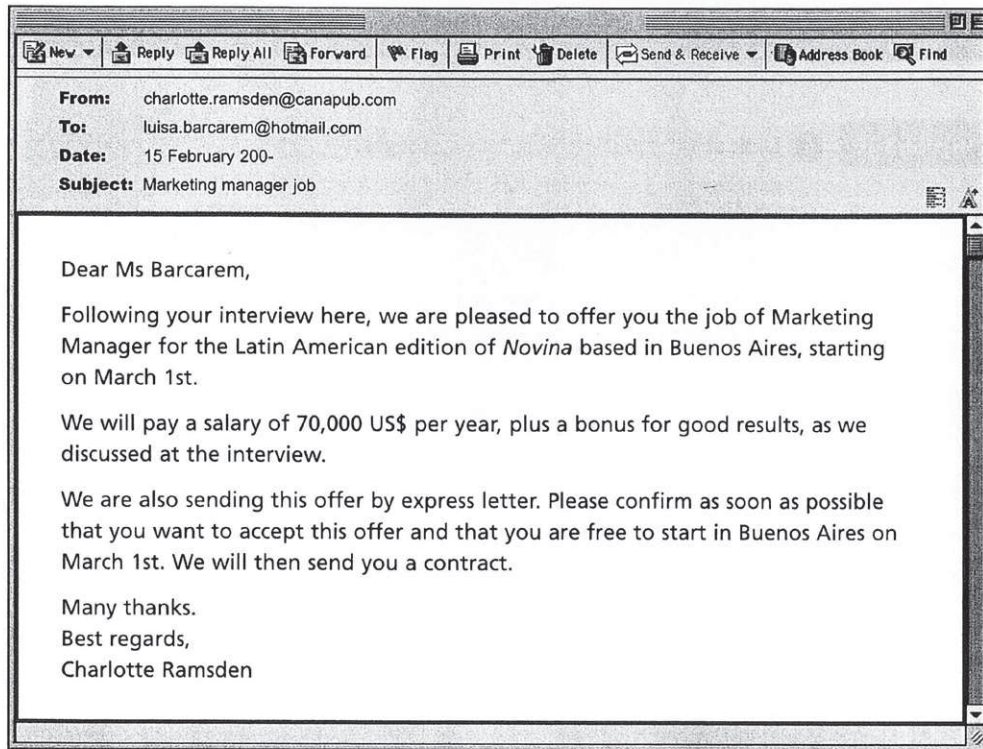 New Reply Reply All Forward Flag Print Delete Send & Receive Address Book Find
From: charlotte.ramsden@canapub.com
To: luisa.barcarem@hotmail.com
Date: 15 February 200-
Subject: Marketing manager job
Dear Ms Barcarem,
Following your interview here, we are pleased to offer you the job of Marketing
Manager for the Latin American edition of Novina based in Buenos Aires, starting
on March 1st.
We will pay a salary of 70,000 US$ per year, plus a bonus for good results, as we
discussed at the interview.
We are also sending this offer by express letter. Please confirm as soon as possible
that you want to accept this offer and that you are free to start in Buenos Aires on
March 1st. We will then send you a contract.
Many thanks.
Best regards,
Charlotte Ramsden